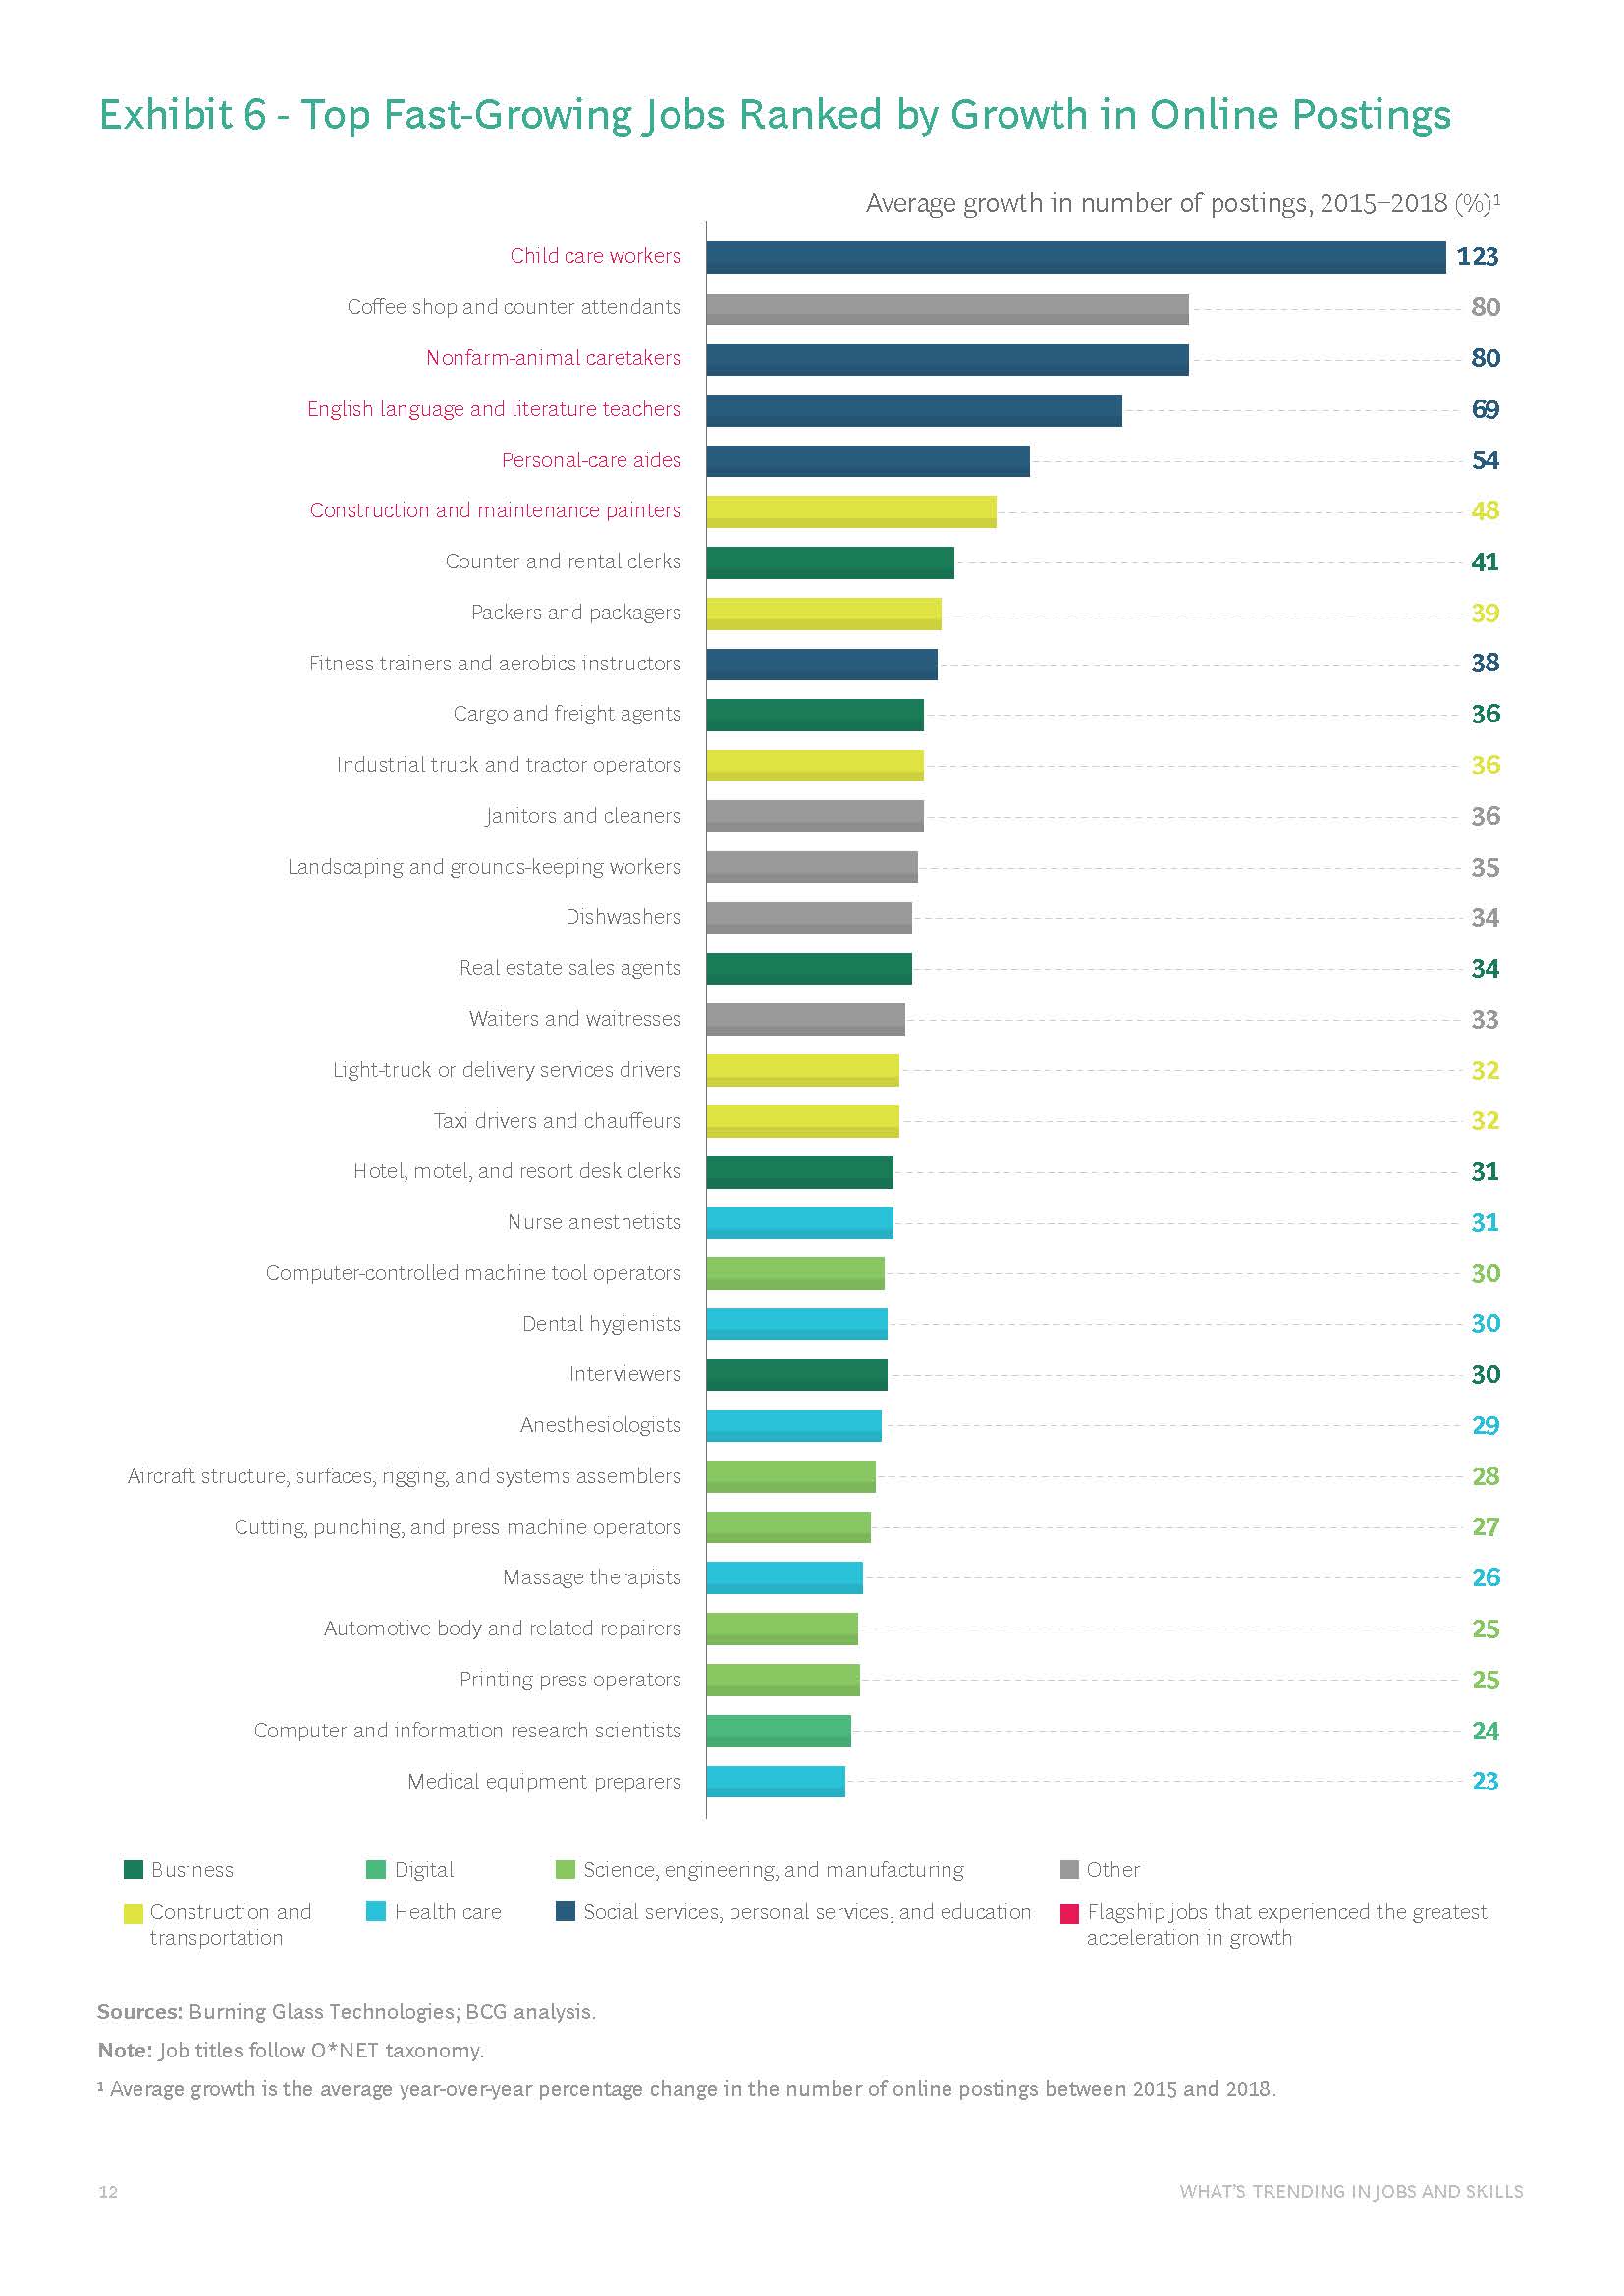 Exhibit 6 - Top Fast-Growing Jobs Ranked by Growth in Online Postings
Average growth in number of postings, 2015–2018 (%)¹
Child care workers 123
Coffee shop and counter attendants 80
Nonfarm-animal caretakers 80
English language and literature teachers 69
Personal-care aides 54
Construction and maintenance painters 48
Counter and rental clerks 41
Packers and packagers 39
Fitness trainers and aerobics instructors 38
Cargo and freight agents 36
Industrial truck and tractor operators 36
Janitors and cleaners 36
Landscaping and grounds-keeping workers 35
Dishwashers 34
Real estate sales agents 34
Waiters and waitresses 33
Light-truck or delivery services drivers 32
Taxi drivers and chauffeurs 32
Hotel, motel, and resort desk clerks 31
Nurse anesthetists 31
Computer-controlled machine tool operators 30
Dental hygienists 30
Interviewers 30
Anesthesiologists 29
Aircraft structure, surfaces, rigging, and systems assemblers 28
Cutting, punching, and press machine operators 27
Massage therapists 26
Automotive body and related repairers 25
Printing press operators 25
Computer and information research scientists 24
Medical equipment preparers 23
Business Digital Science, engineering, and manufacturing Other
Construction and Health care Social services, personal services, and education Flagship jobs that experienced the greatest
transportation acceleration in growth
Sources: Burning Glass Technologies; BCG analysis.
Note: Job titles follow O*NET taxonomy.
¹ Average growth is the average year-over-year percentage change in the number of online postings between 2015 and 2018.
12 WHAT'S TRENDING IN JOBS AND SKILLS